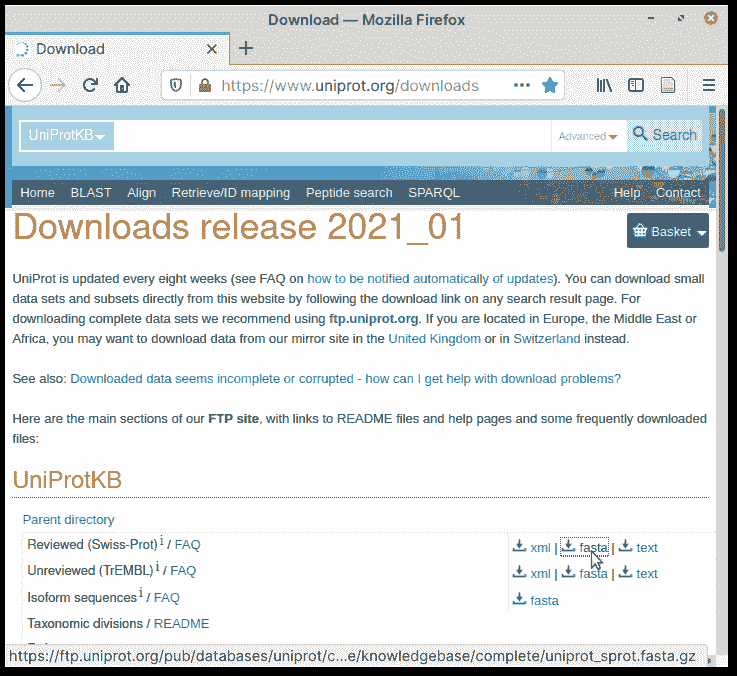 Download — Mozilla Firefox
Download
https://www.uniprot.org/downloads
UniProtKB
Advanced
Search
Home BLAST Align Retrieve/ID mapping Peptide search SPARQL Help Contact
Downloads release 2021_01
Basket
UniProt is updated every eight weeks (see FAQ on how to be notified automatically of updates). You can download small
data sets and subsets directly from this website by following the download link on any search result page. For
downloading complete data sets we recommend using ftp.uniprot.org. If you are located in Europe, the Middle East or
Africa, you may want to download data from our mirror site in the United Kingdom or in Switzerland instead.
See also: Downloaded data seems incomplete or corrupted - how can I get help with download problems?
Here are the main sections of our FTP site, with links to README files and help pages and some frequently downloaded
files:
UniProtKB
Parent directory
Reviewed (Swiss-Prot) i / FAQ xml | fasta | text
Unreviewed (TrEMBL) i / FAQ xml | fasta | text
Isoform sequences i / FAQ fasta
Taxonomic divisions / README
https://ftp.uniprot.org/pub/databases/uniprot/c...e/knowledgebase/complete/uniprot_sprot.fasta.gz